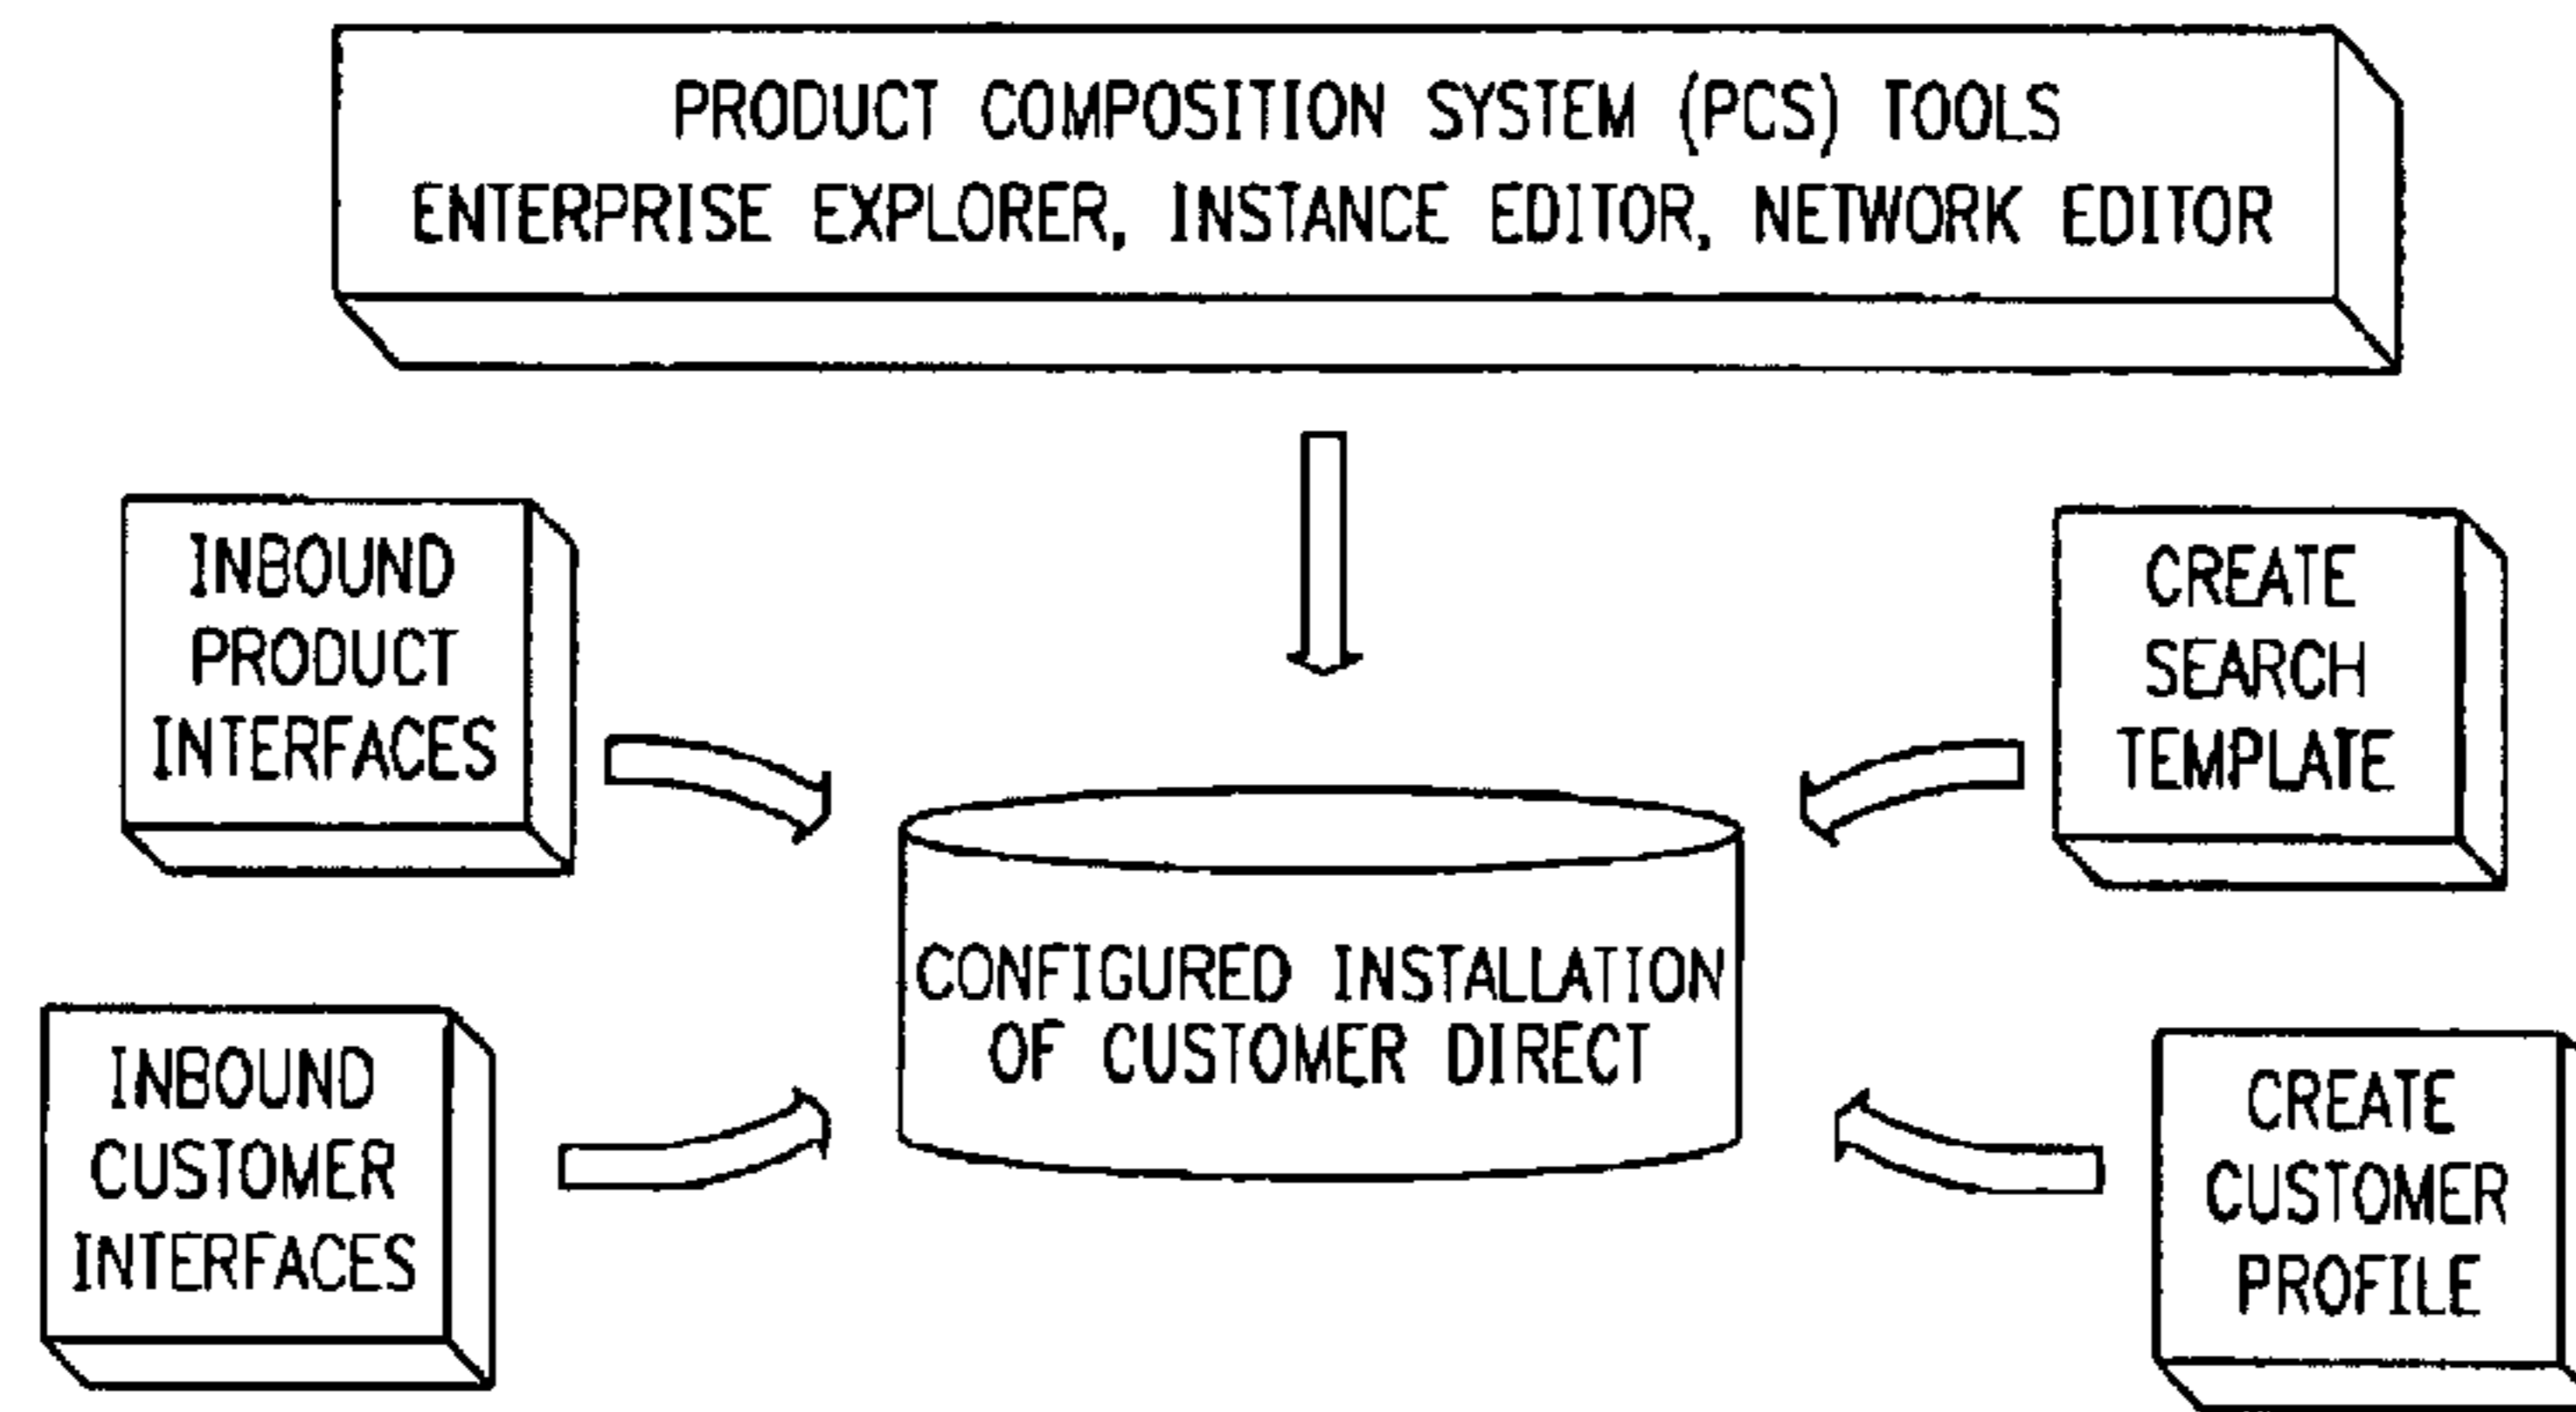 PRODUCT COMPOSITION SYSTEM (PCS) TOOLS
ENTERPRISE EXPLORER, INSTANCE EDITOR, NETWORK EDITOR
INBOUND
PRODUCT
INTERFACES
CREATE
SEARCH
TEMPLATE
CONFIGURED INSTALLATION
OF CUSTOMER DIRECT
INBOUND
CUSTOMER
INTERFACES
CREATE
CUSTOMER
PROFILE